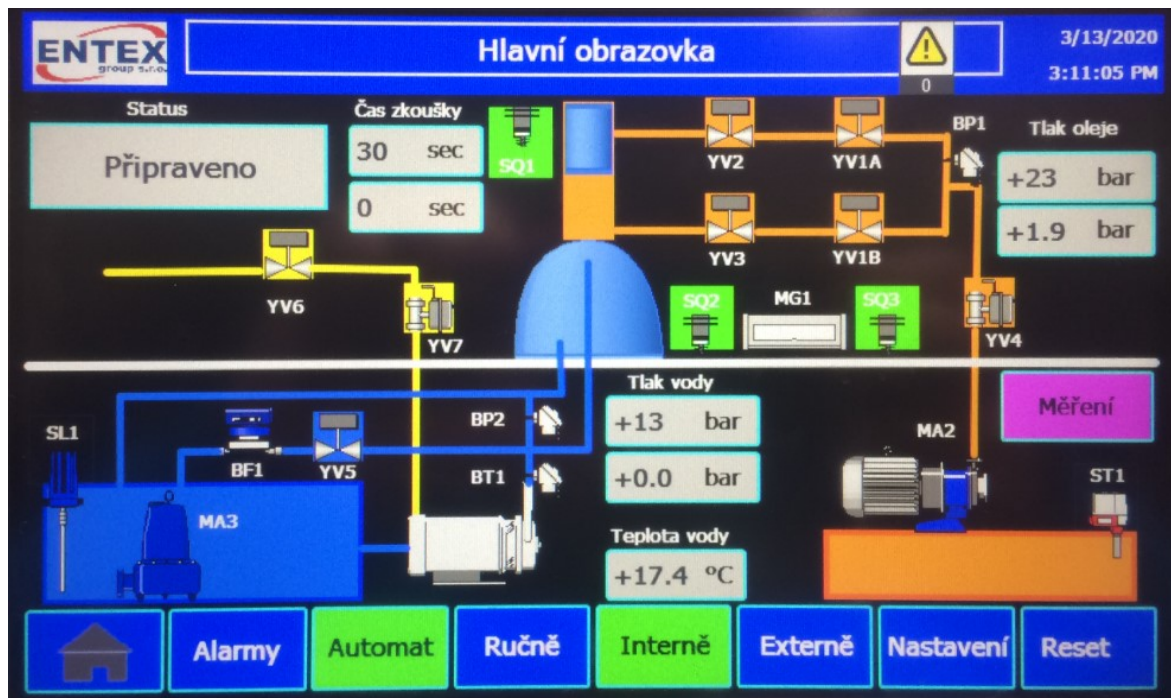 ENTEX
group s.r.o.
Hlavní obrazovka
0
3/13/2020
3:11:05 PM
Status
Připraveno
Čas zkoušky
30 sec
0 sec
SQ1
YV2
YV1A
BP1
Tlak oleje
+23 bar
+1.9 bar
YV3
YV1B
YV6
YV7
SQ2
MG1
SQ3
YV4
Tlak vody
+13 bar
+0.0 bar
Měření
SL1
BF1
YV5
BP2
BT1
MA2
ST1
MA3
Teplota vody
+17.4 °C
Alarmy
Automat
Ručně
Interně
Externě
Nastavení
Reset